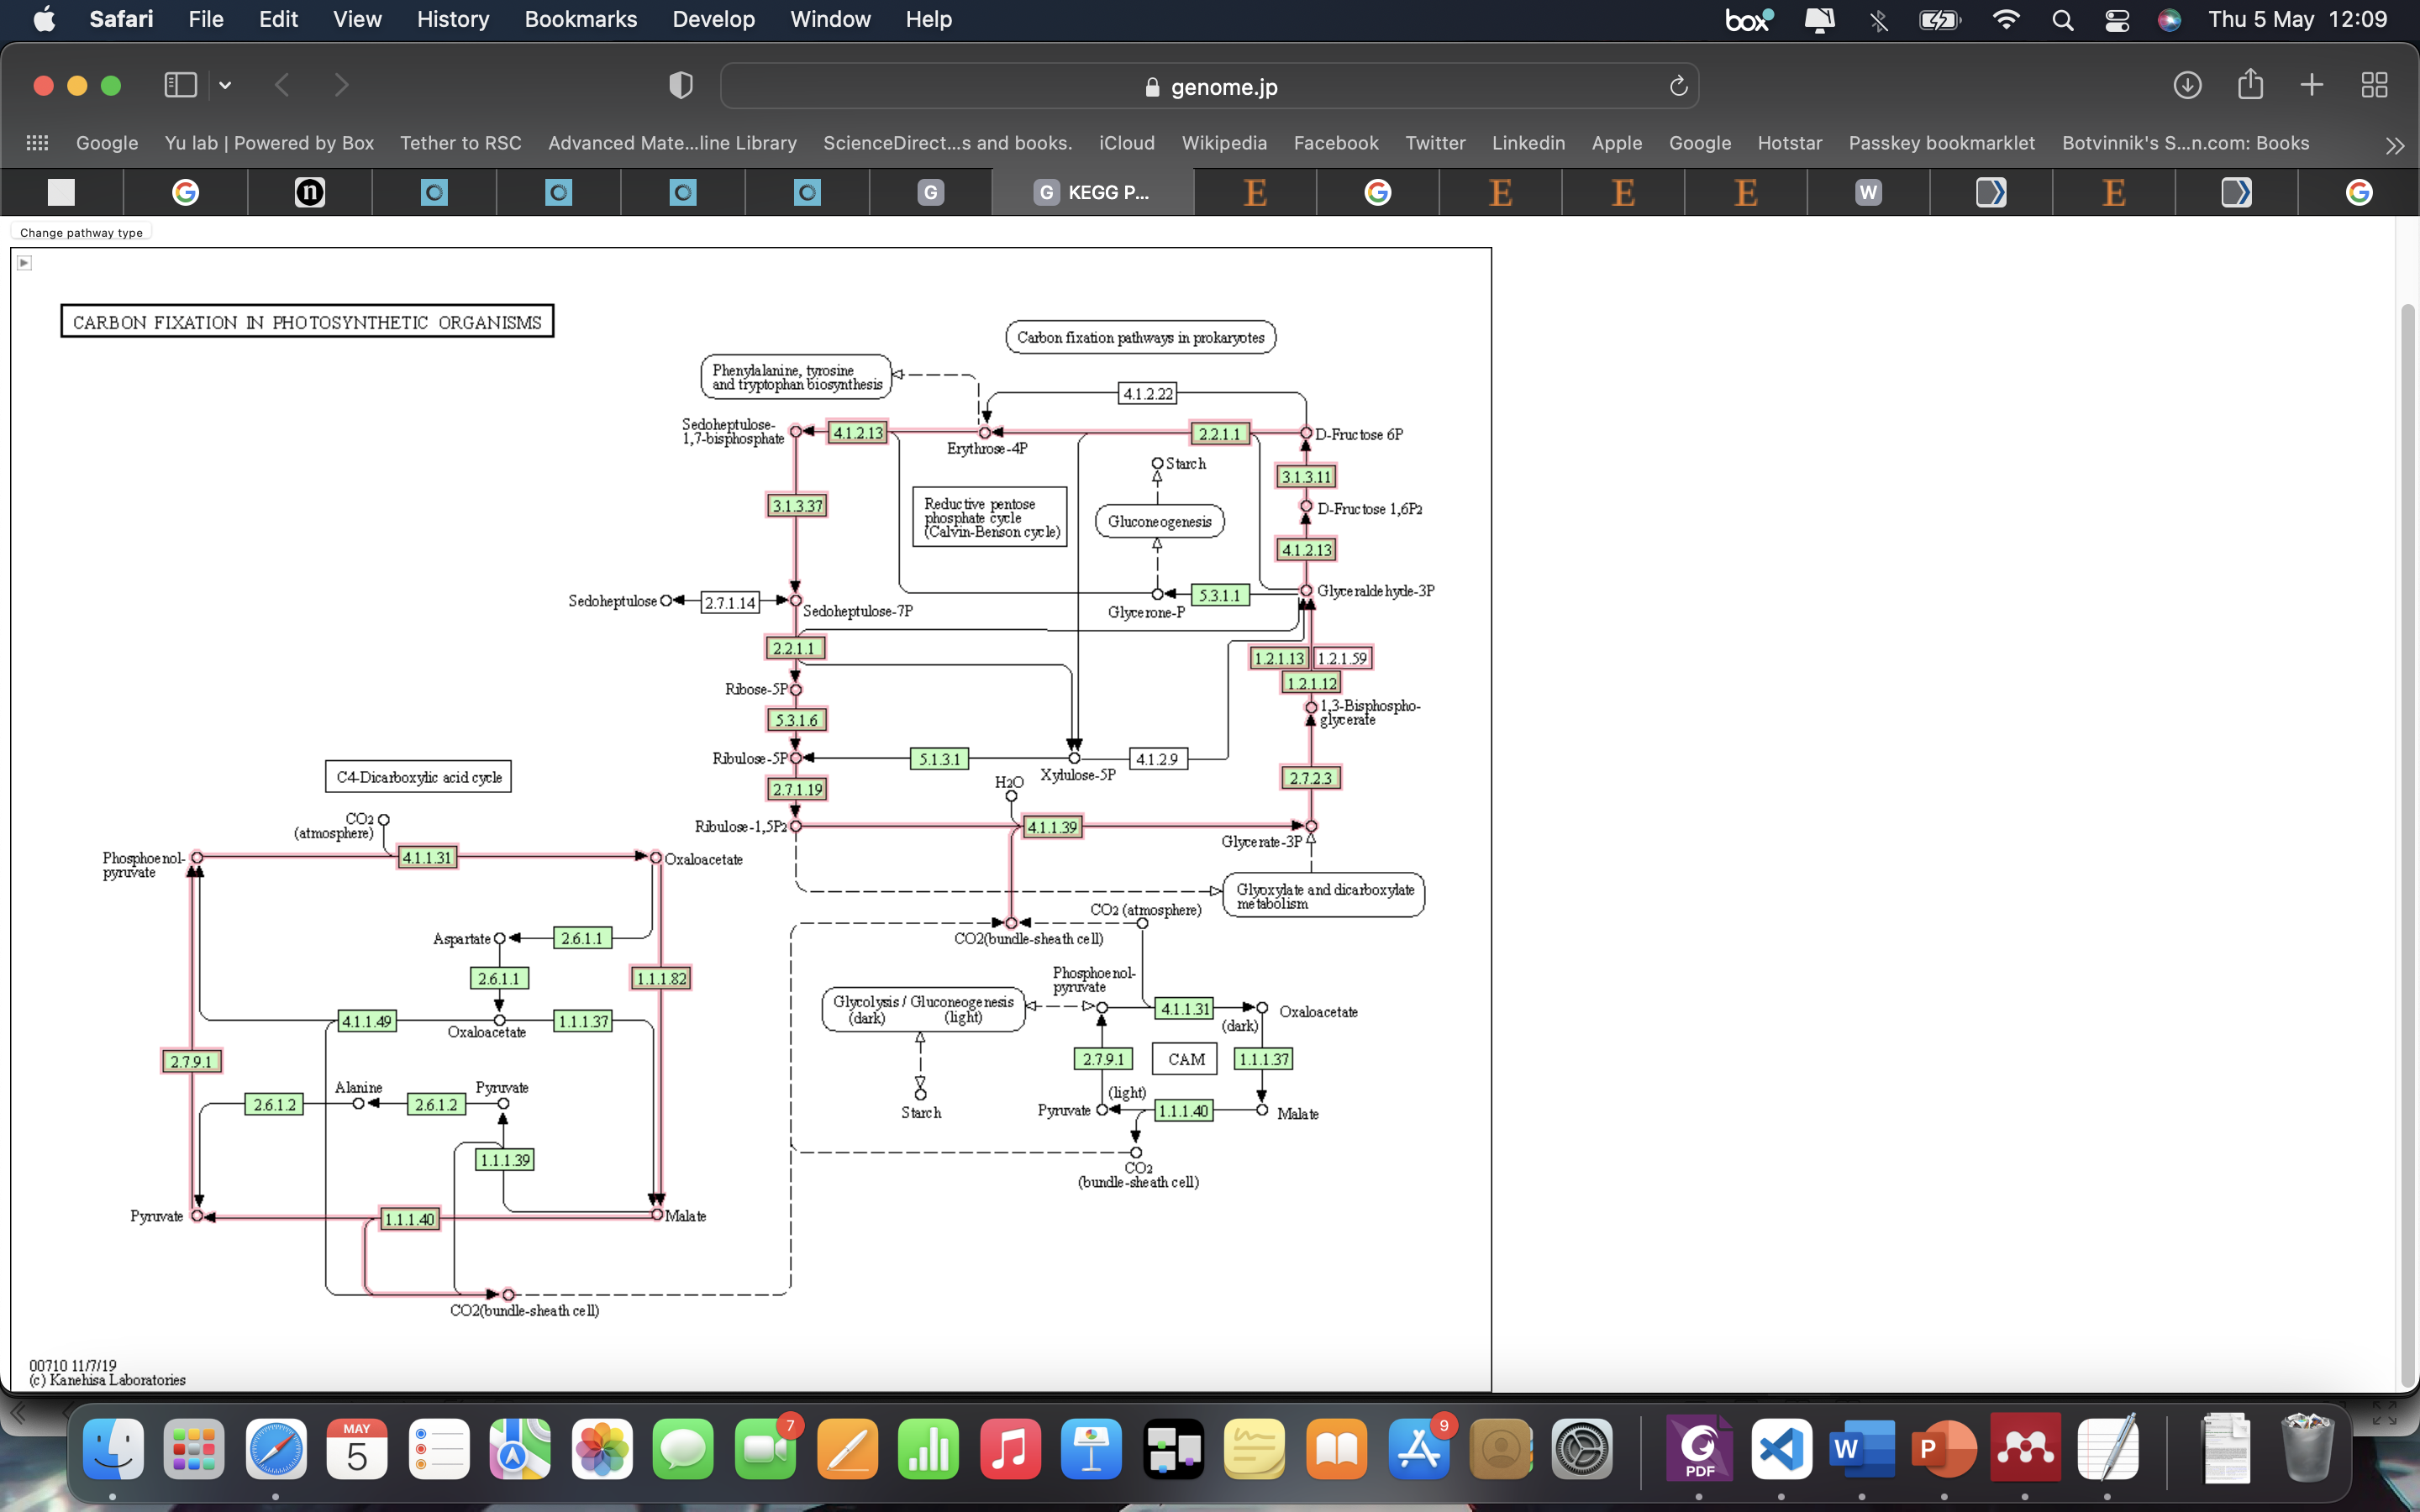 Safari File Edit View History Bookmarks Develop Window Help
box
Thu 5 May 12:09
genome.jp
Google
Yu lab | Powered by Box
Tether to RSC
Advanced Mate...line Library
ScienceDirect...s and books.
iCloud
Wikipedia
Facebook
Twitter
Linkedin
Apple
Google
Hotstar
Passkey bookmarklet
Botvinnik's S...n.com: Books
G
n
G
G KEGG P...
E
G
E
E
E
W
E
G
Change pathway type
CARBON FIXATION IN PHOTOSYNTHETIC ORGANISMS
Carbon fixation pathways in prokaryotes
Phenylalanine, tyrosine
and tryptophan biosynthesis
4.1.2.22
Sedoheptulose-
1,7-bisphosphate
4.1.2.13
Erythrose-4P
2.2.1.1
D-Fructose 6P
Starch
3.1.3.11
3.1.3.37
Reductive pentose
phosphate cycle
(Calvin-Benson cycle)
Gluconeogenesis
D-Fructose 1,6P2
4.1.2.13
Sedoheptulose
2.7.1.14
Sedoheptulose-7P
Glycerone-P
5.3.1.1
Glyceraldehyde-3P
2.2.1.1
1.2.1.13
1.2.1.59
1.2.1.12
Ribose-5P
5.3.1.6
1,3-Bisphospho-
glycerate
Ribulose-5P
5.1.3.1
Xylulose-5P
4.1.2.9
2.7.2.3
2.7.1.19
H2O
Ribulose-1,5P2
4.1.1.39
Glycerate-3P
Glyoxylate and dicarboxylate
metabolism
CO2 (atmosphere)
CO2(bundle-sheath cell)
C4-Dicarboxylic acid cycle
CO2
(atmosphere)
Phosphoenol-
pyruvate
4.1.1.31
Oxaloacetate
Aspartate
2.6.1.1
2.6.1.1
1.1.1.82
4.1.1.49
Oxaloacetate
1.1.1.37
2.7.9.1
Alanine
Pyruvate
2.6.1.2
2.6.1.2
1.1.1.39
Pyruvate
1.1.1.40
Malate
CO2(bundle-sheath cell)
Glycolysis / Gluconeogenesis
(dark) (light)
Starch
Phosphoenol-
pyruvate
4.1.1.31
(dark)
Oxaloacetate
2.7.9.1
CAM
1.1.1.37
(light)
Pyruvate
1.1.1.40
Malate
CO2
(bundle-sheath cell)
00710 11/7/19
(c) Kanehisa Laboratories
MAY
5
7
9
PDF
W
P